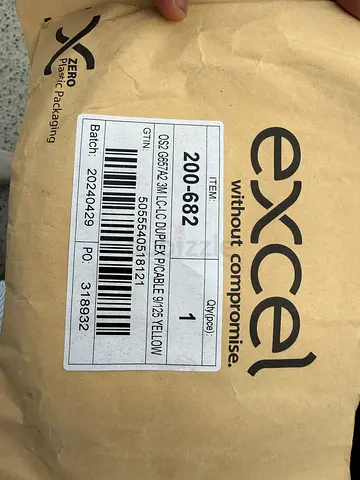 excel
without compromise.
ITEM:
Qty(pce):
200-682
1
OS2 G657A2 3M LC-LC DUPLEX P/CABLE 9/125 YELLOW
GTIN:
5055540518121
Batch: 20240429 PO: 318932
X
ZERO
Plastic Packaging